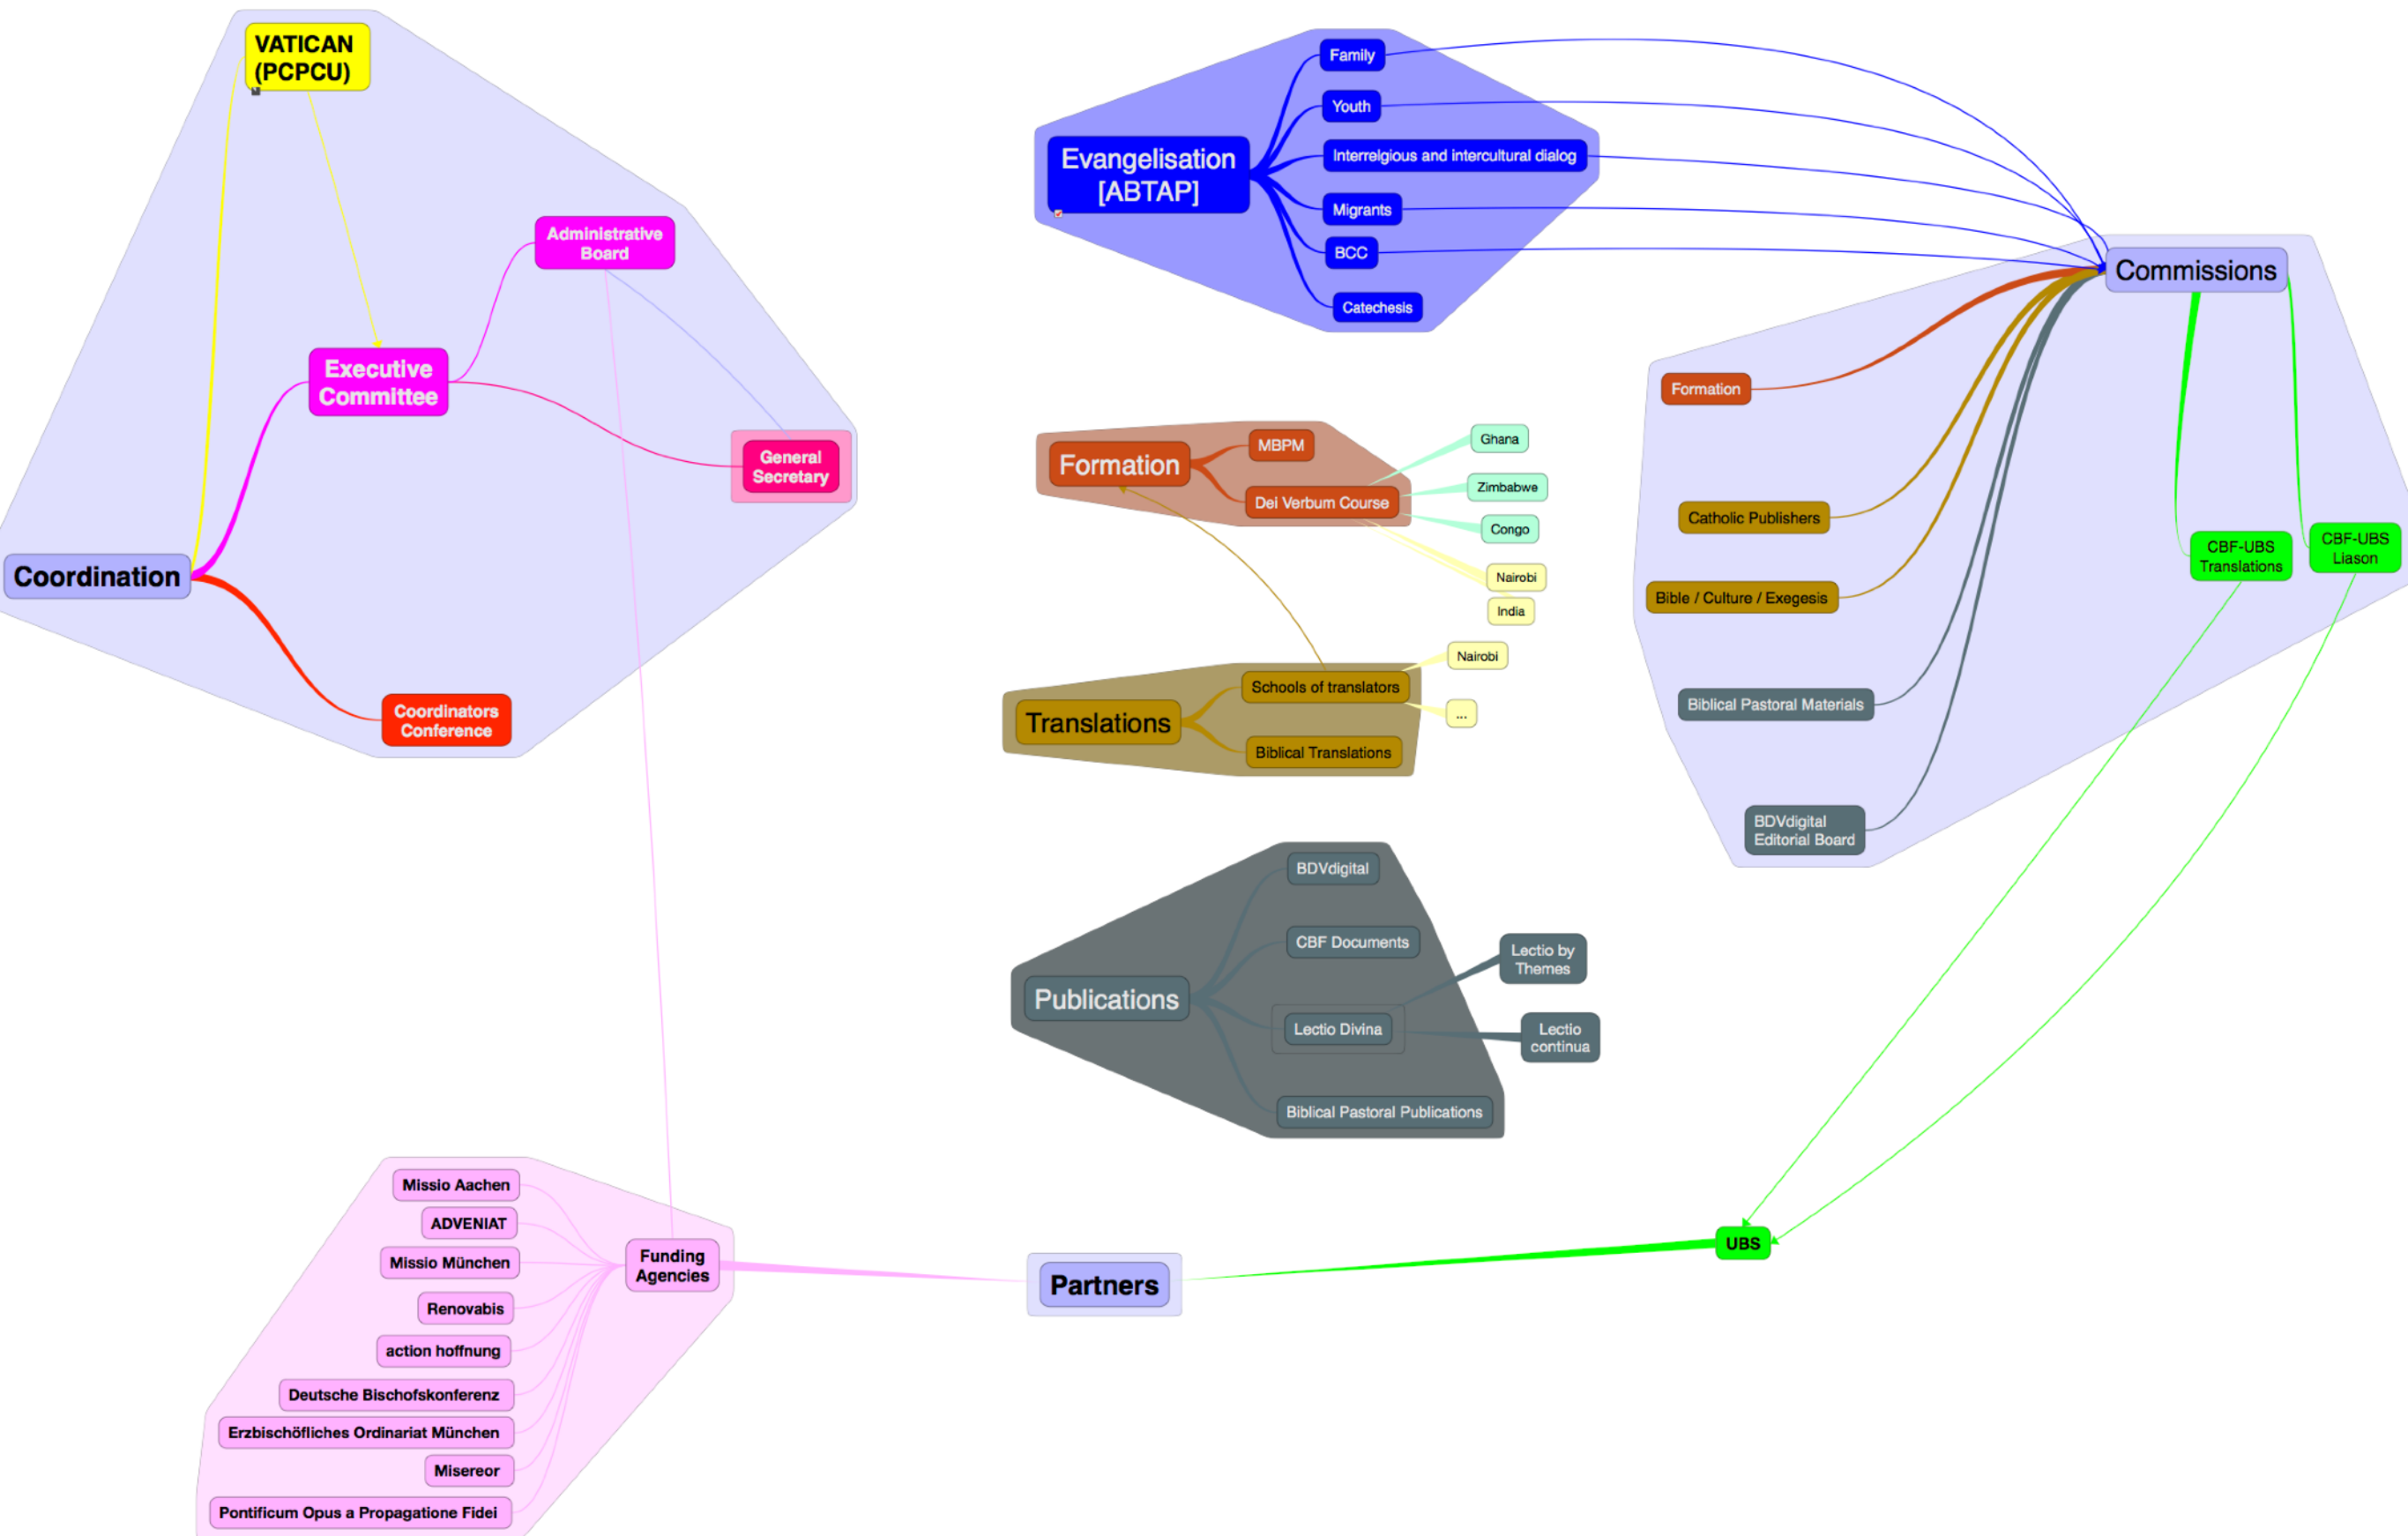 VATICAN
(PCPCU)
Administrative
Board
Executive
Committee
General
Secretary
Coordination
Coordinators
Conference
Evangelisation
[ABTAP]
Family
Youth
Interrelgious and intercultural dialog
Migrants
BCC
Catechesis
Formation
MBPM
Dei Verbum Course
Ghana
Zimbabwe
Congo
Nairobi
India
Translations
Schools of translators
Biblical Translations
Nairobi
...
Publications
BDVdigital
CBF Documents
Lectio Divina
Biblical Pastoral Publications
Lectio by
Themes
Lectio
continua
Commissions
Formation
Catholic Publishers
Bible / Culture / Exegesis
Biblical Pastoral Materials
BDVdigital
Editorial Board
CBF-UBS
Translations
CBF-UBS
Liason
Missio Aachen
ADVENIAT
Missio München
Renovabis
action hoffnung
Deutsche Bischofskonferenz
Erzbischöfliches Ordinariat München
Misereor
Pontificum Opus a Propagatione Fidei
Funding
Agencies
Partners
UBS